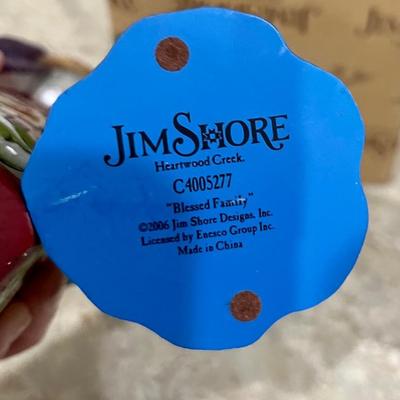 JIM SHORE
Heartwood Creek.
C4005277
"Blessed Family"
©2006 Jim Shore Designs, Inc.
Licensed by Enesco Group Inc.
Made in China